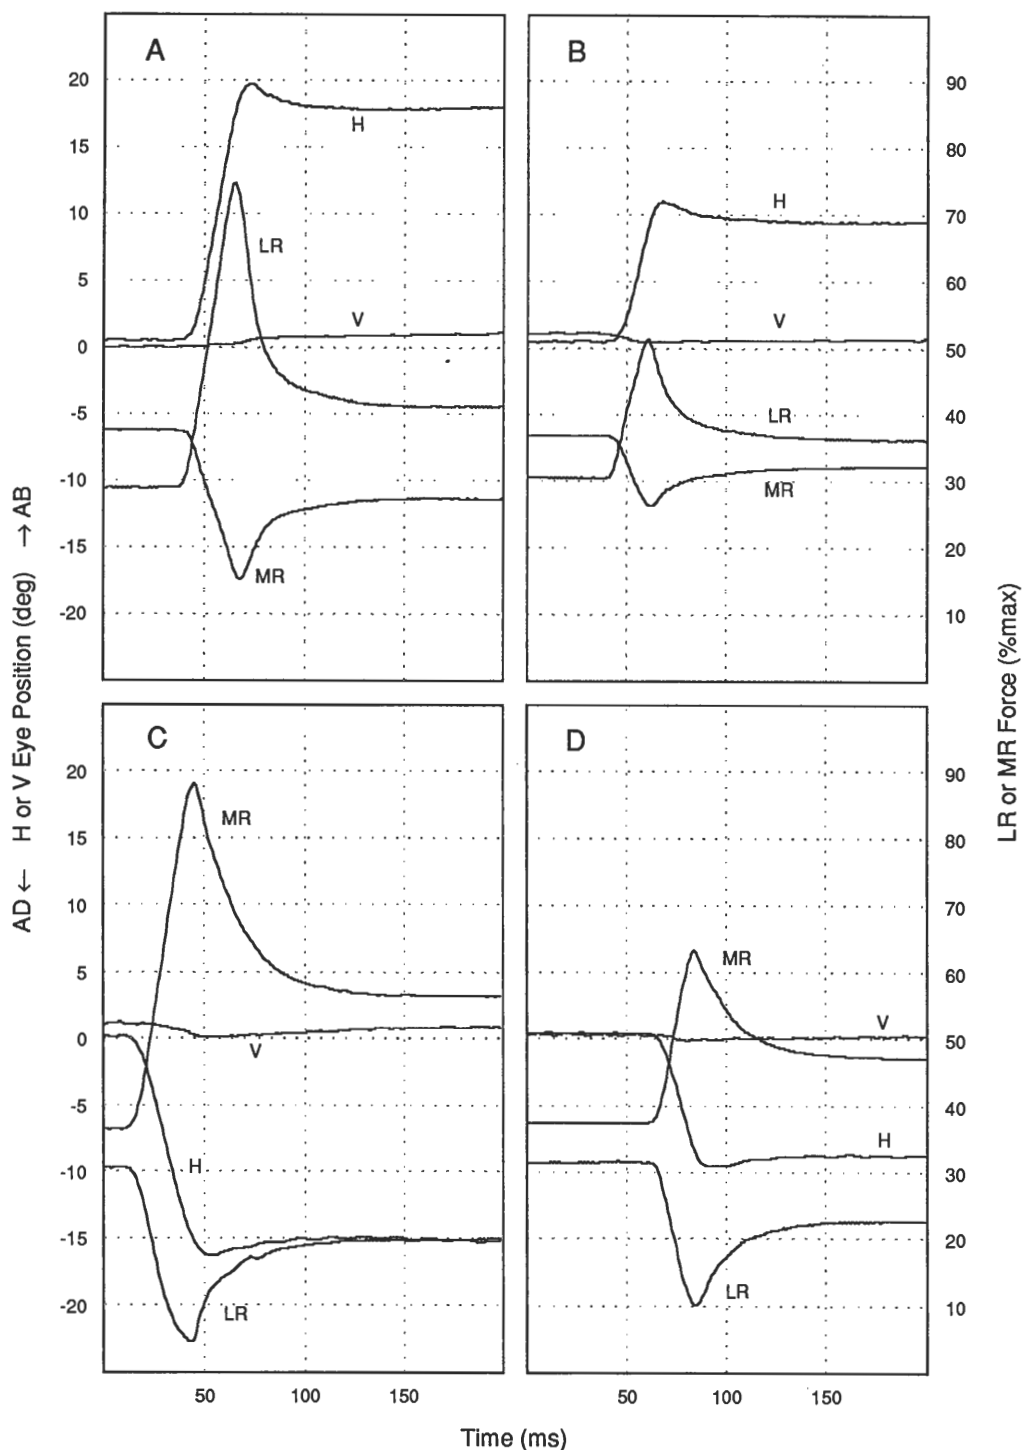 A
20
15
10
5
0
-5
-10
-15
-20
H
LR
V
MR
B
90
80
70
60
50
40
30
20
10
H
V
LR
MR
C
20
15
10
5
0
-5
-10
-15
-20
MR
V
H
LR
50
100
150
D
90
80
70
60
50
40
30
20
10
MR
V
H
LR
50
100
150
AD ← H or V Eye Position (deg) → AB
LR or MR Force (%max)
Time (ms)